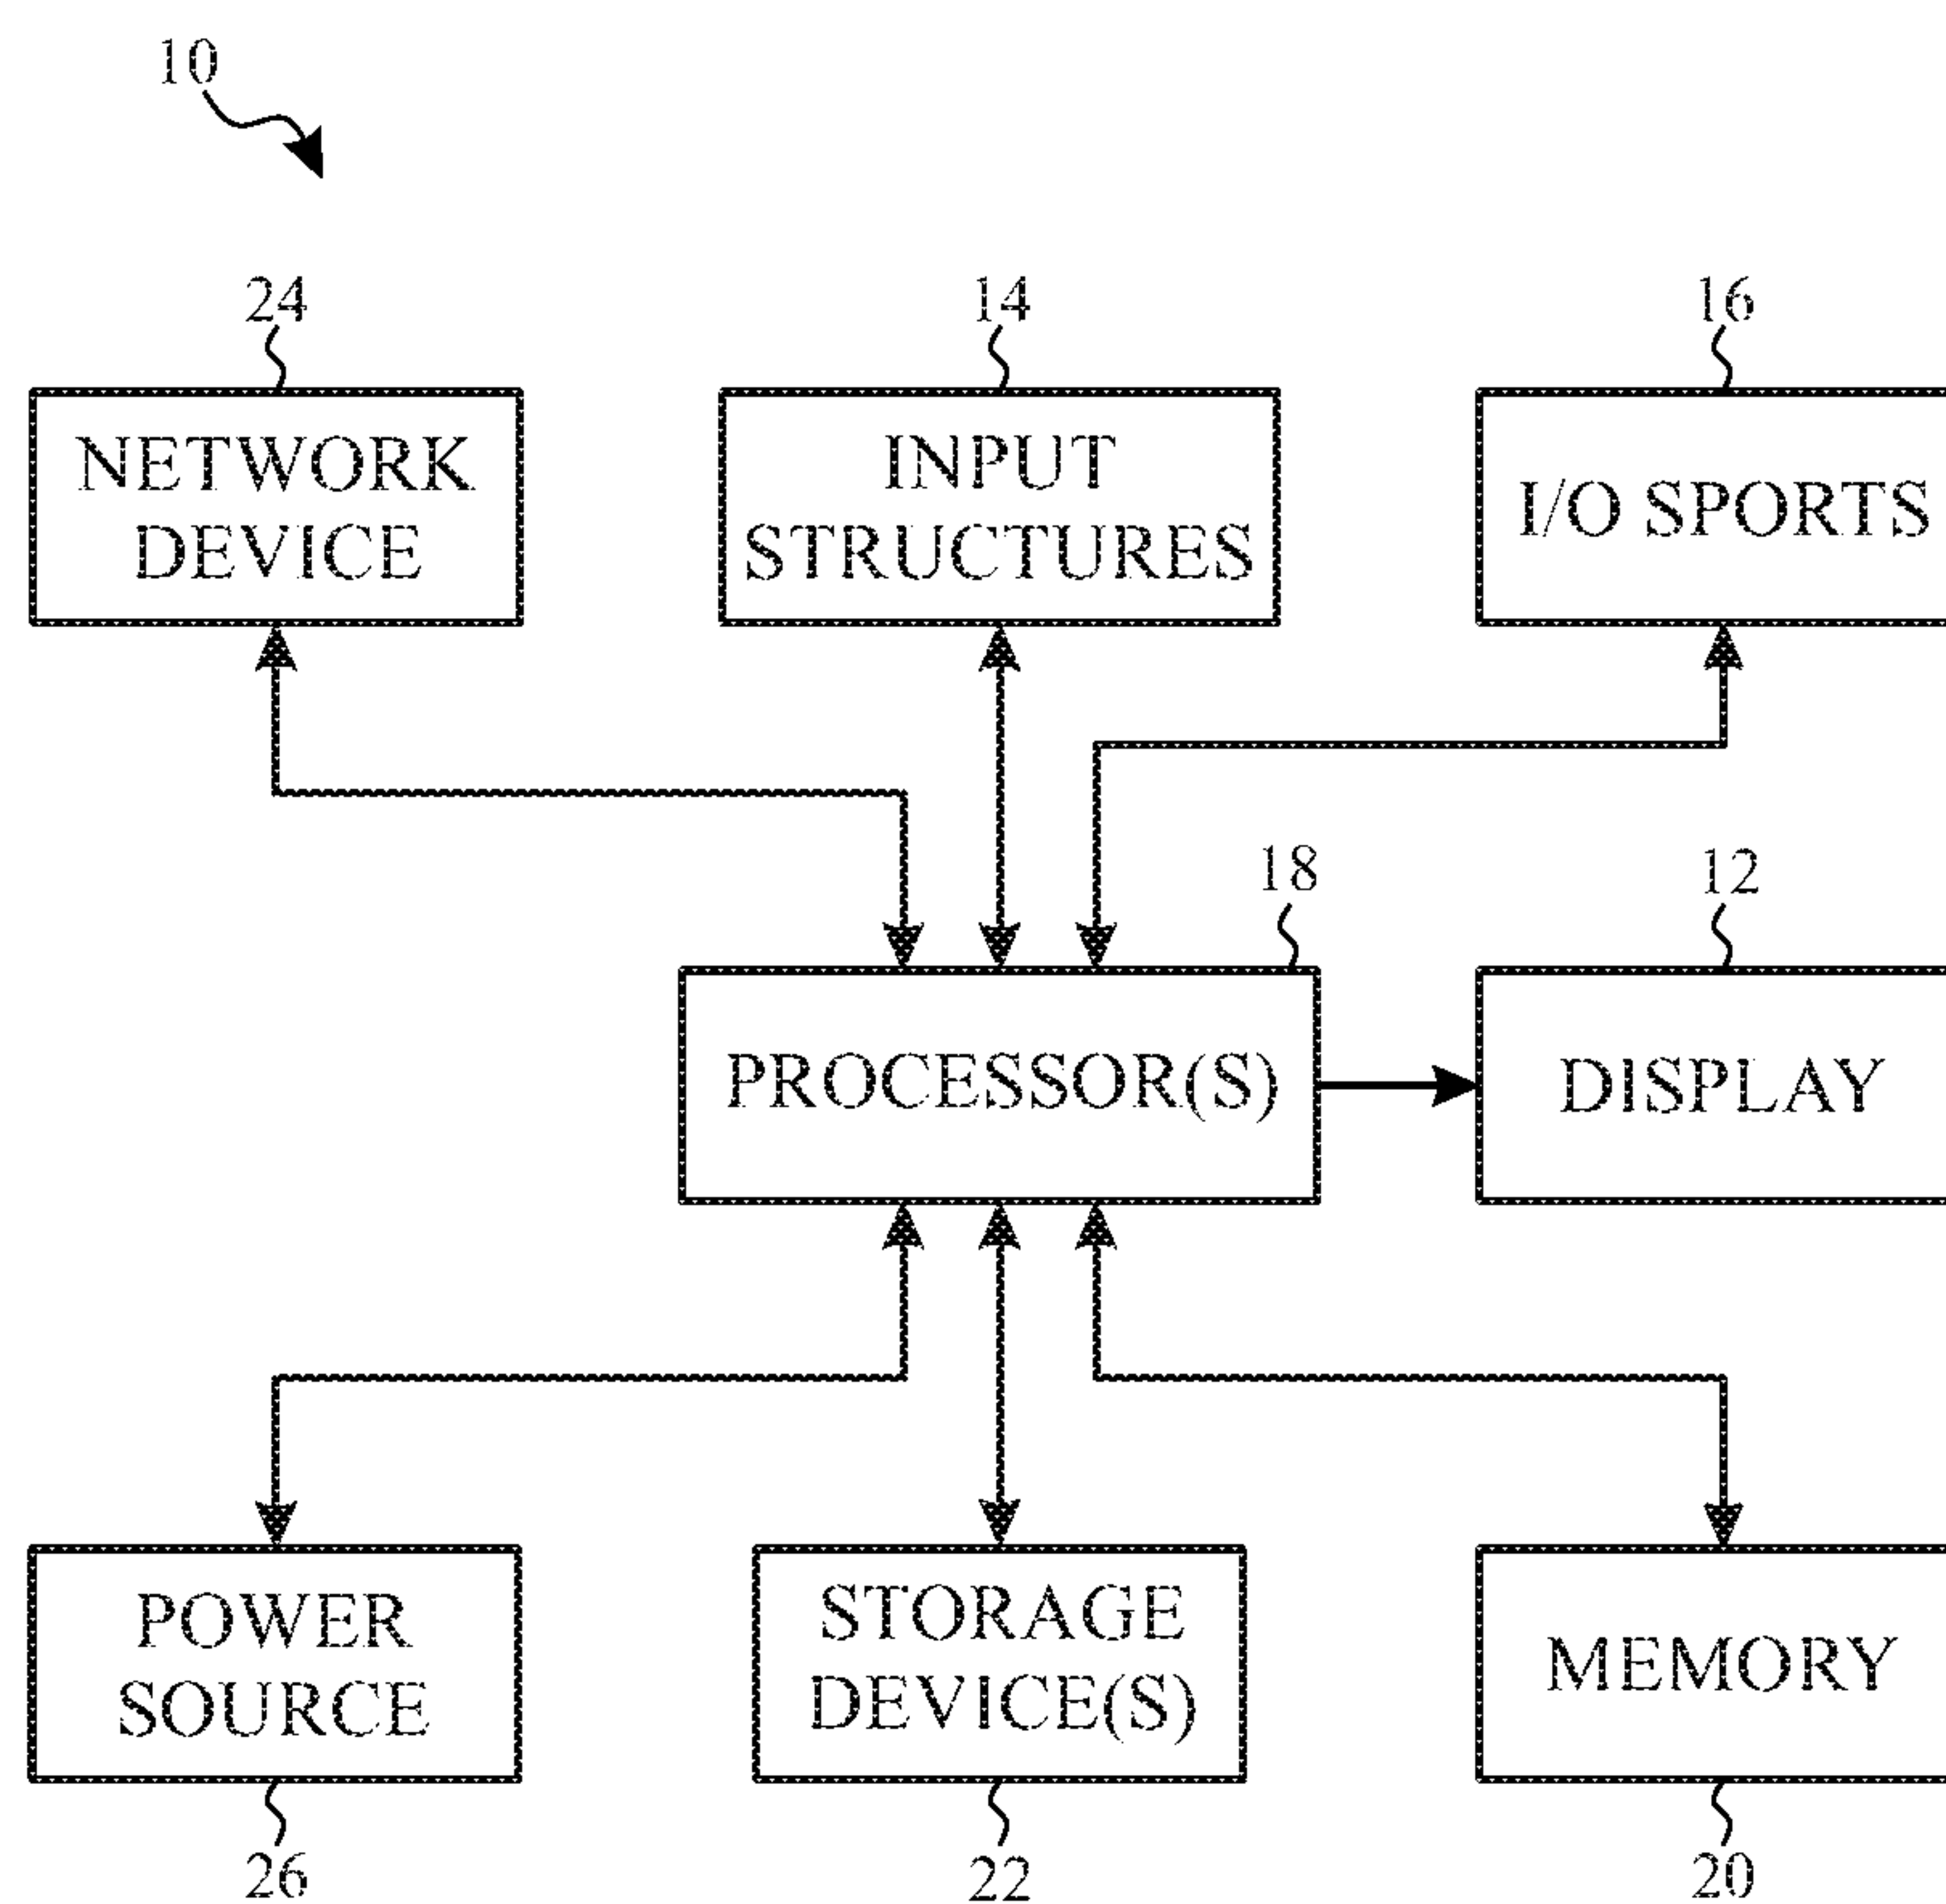 10
24
14
16
NETWORK
DEVICE
INPUT
STRUCTURES
I/O SPORTS
18
12
PROCESSOR(S)
DISPLAY
POWER
SOURCE
STORAGE
DEVICE(S)
MEMORY
26
22
20